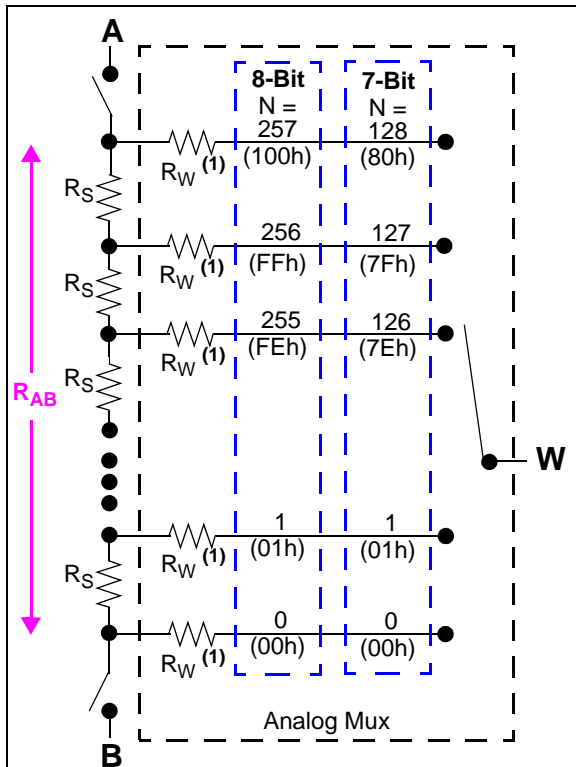 A
8-Bit 7-Bit
N = N =
257 128
(100h) (80h)
RW (1)
RS
256 127
(FFh) (7Fh)
RW (1)
RS
255 126
(FEh) (7Eh)
RW (1)
RS
RAB
W
1 1
(01h) (01h)
RW (1)
RS
0 0
(00h) (00h)
RW (1)
Analog Mux
B